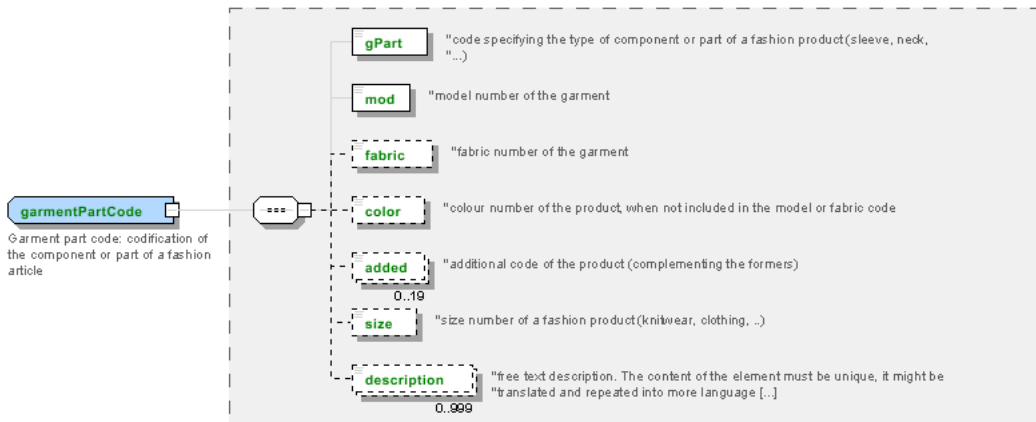 gPart
"code specifying the type of component or part of a fashion product (sleeve, neck,
"...)
mod
"model number of the garment
fabric
"fabric number of the garment
garmentPartCode
Garment part code: codification of
the component or part of a fashion
article
color
"colour number of the product, when not included in the model or fabric code
added
"additional code of the product (complementing the formers)
0..19
size
"size number of a fashion product (knitwear, clothing, ..)
description
"free text description. The content of the element must be unique, it might be
"translated and repeated into more language [...]
0..999